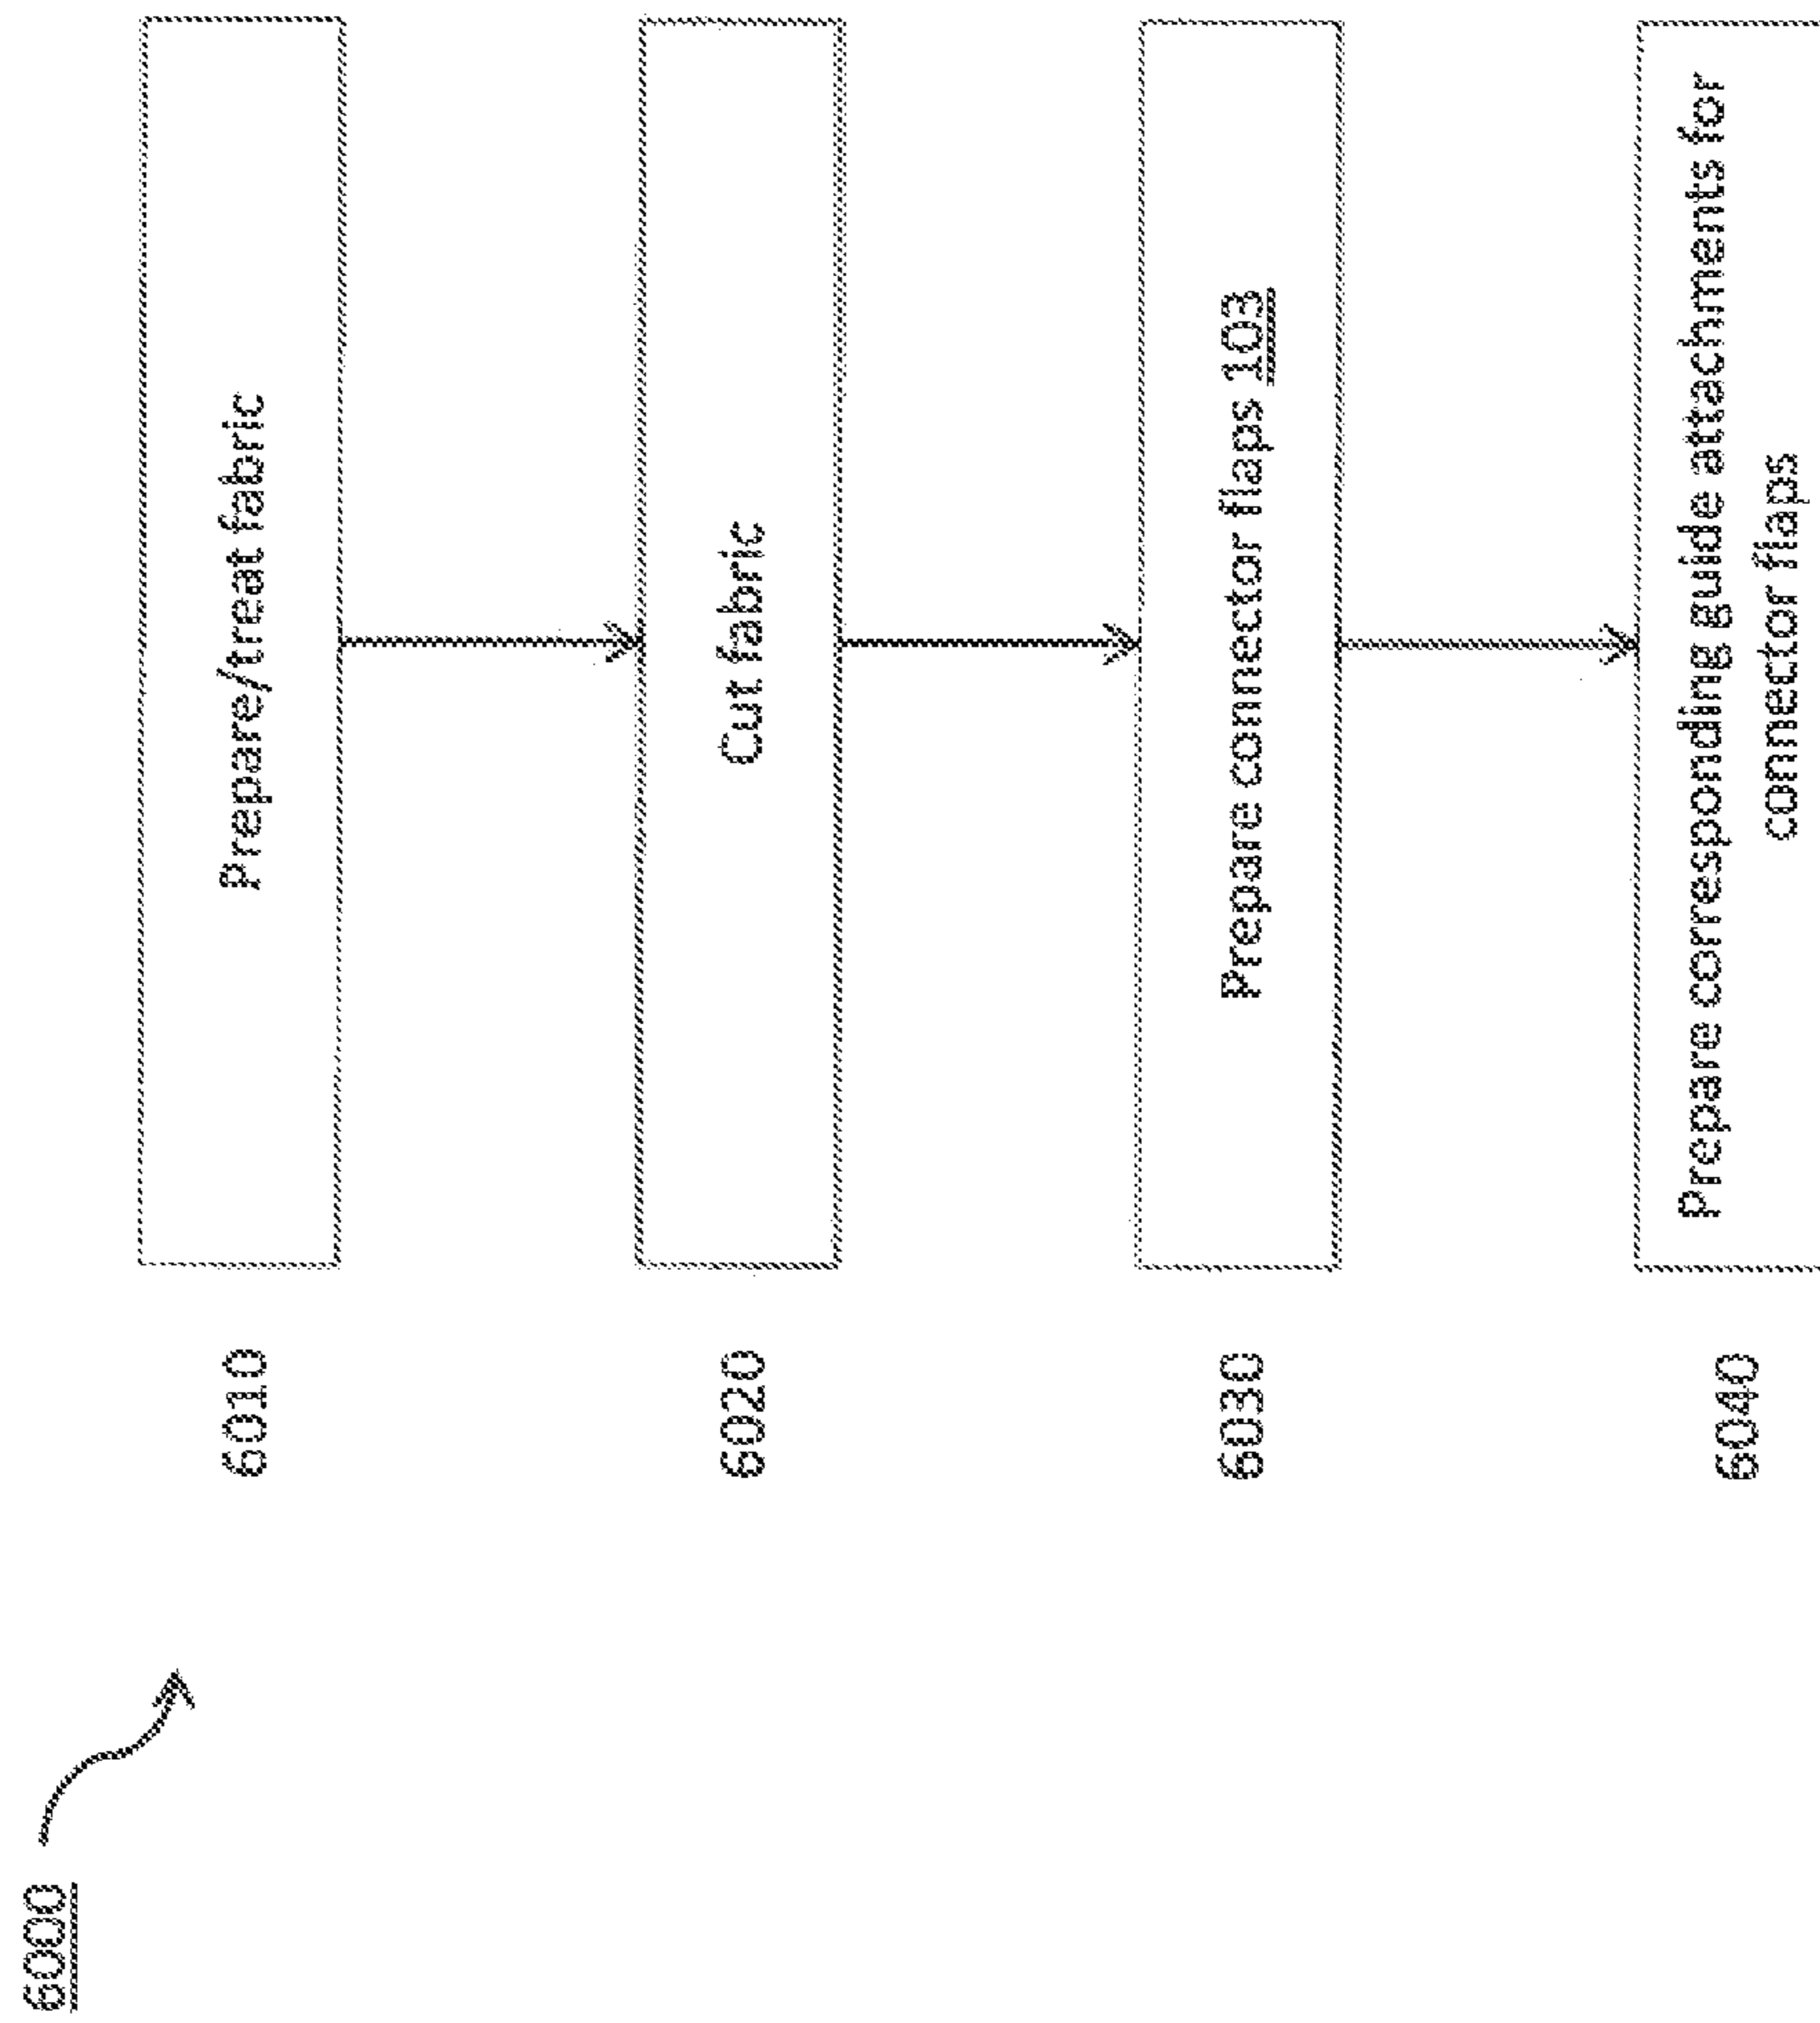 6000
6010
Prepare/treat fabric
6020
Cut fabric
6030
Prepare connector flaps 103
6040
Prepare corresponding guide attachments for
connector flaps